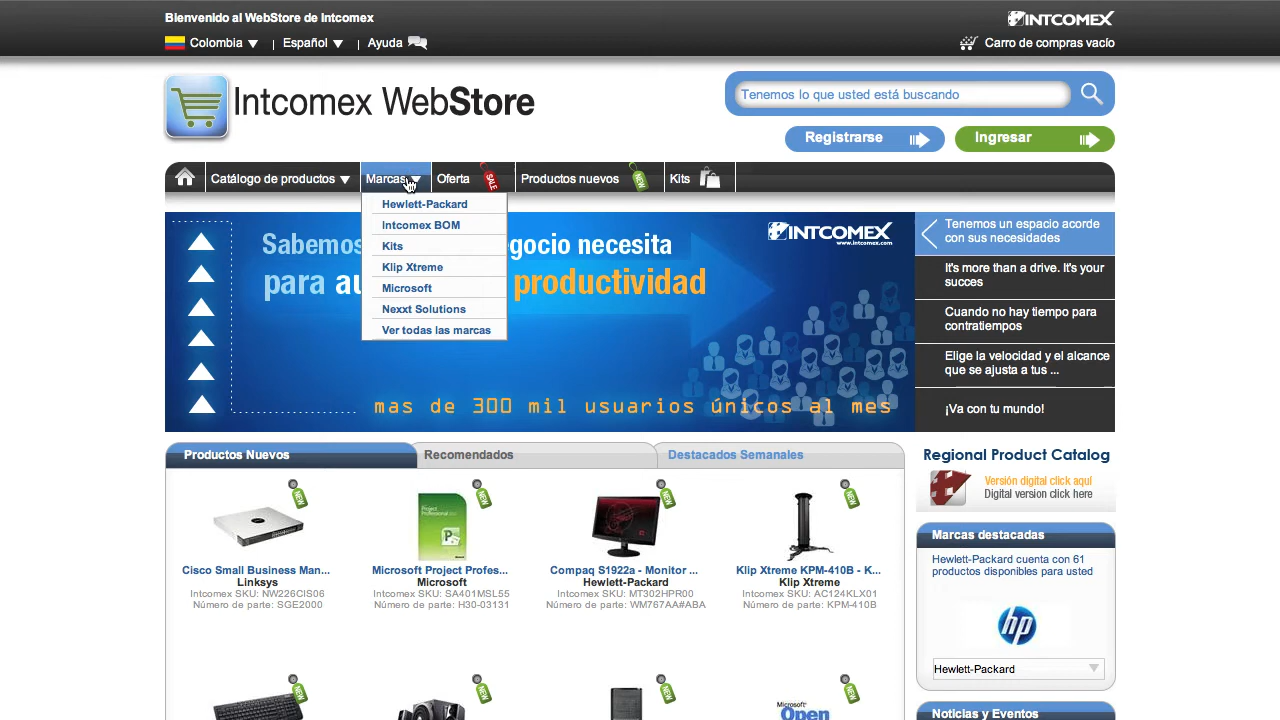 Bienvenido al WebStore de Intcomex
INTCOMEX
Colombia | Español | Ayuda
Carro de compras vacío
Intcomex WebStore
Tenemos lo que usted está buscando
Registrarse
Ingresar
Catálogo de productos
Marcas
Oferta
SALE
Productos nuevos
NEW
Kits
Hewlett-Packard
Intcomex BOM
Kits
Klip Xtreme
Microsoft
Nexxt Solutions
Ver todas las marcas
Sabemos gocio necesita
para au productividad
INTCOMEX
www.intcomex.com
mas de 300 mil usuarios únicos al mes
Tenemos un espacio acorde
con sus necesidades
It's more than a drive. It's your
succes
Cuando no hay tiempo para
contratiempos
Elige la velocidad y el alcance
que se ajusta a tus ...
¡Va con tu mundo!
Productos Nuevos
Recomendados
Destacados Semanales
NEW
NEW
NEW
NEW
Cisco Small Business Man...
Linksys
Intcomex SKU: NW226CIS06
Número de parte: SGE2000
Microsoft Project Profes...
Microsoft
Intcomex SKU: SA401MSL55
Número de parte: H30-03131
Compaq S1922a - Monitor ...
Hewlett-Packard
Intcomex SKU: MT302HPR00
Número de parte: WM767AA#ABA
Klip Xtreme KPM-410B - K...
Klip Xtreme
Intcomex SKU: AC124KLX01
Número de parte: KPM-410B
NEW
NEW
NEW
NEW
Microsoft
Open
Regional Product Catalog
Versión digital click aquí
Digital version click here
Marcas destacadas
Hewlett-Packard cuenta con 61
productos disponibles para usted
hp
Hewlett-Packard
Noticias y Eventos